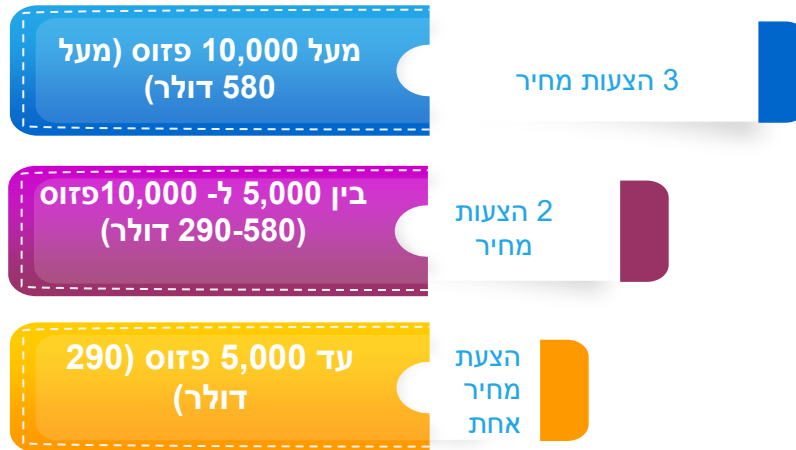 מעל 10,000 פזוס (מעל
580 דולר)
3 הצעות מחיר
בין 5,000 ל- 10,000פזוס
(290-580 דולר)
2 הצעות
מחיר
עד 5,000 פזוס (290
דולר)
הצעת
מחיר
אחת